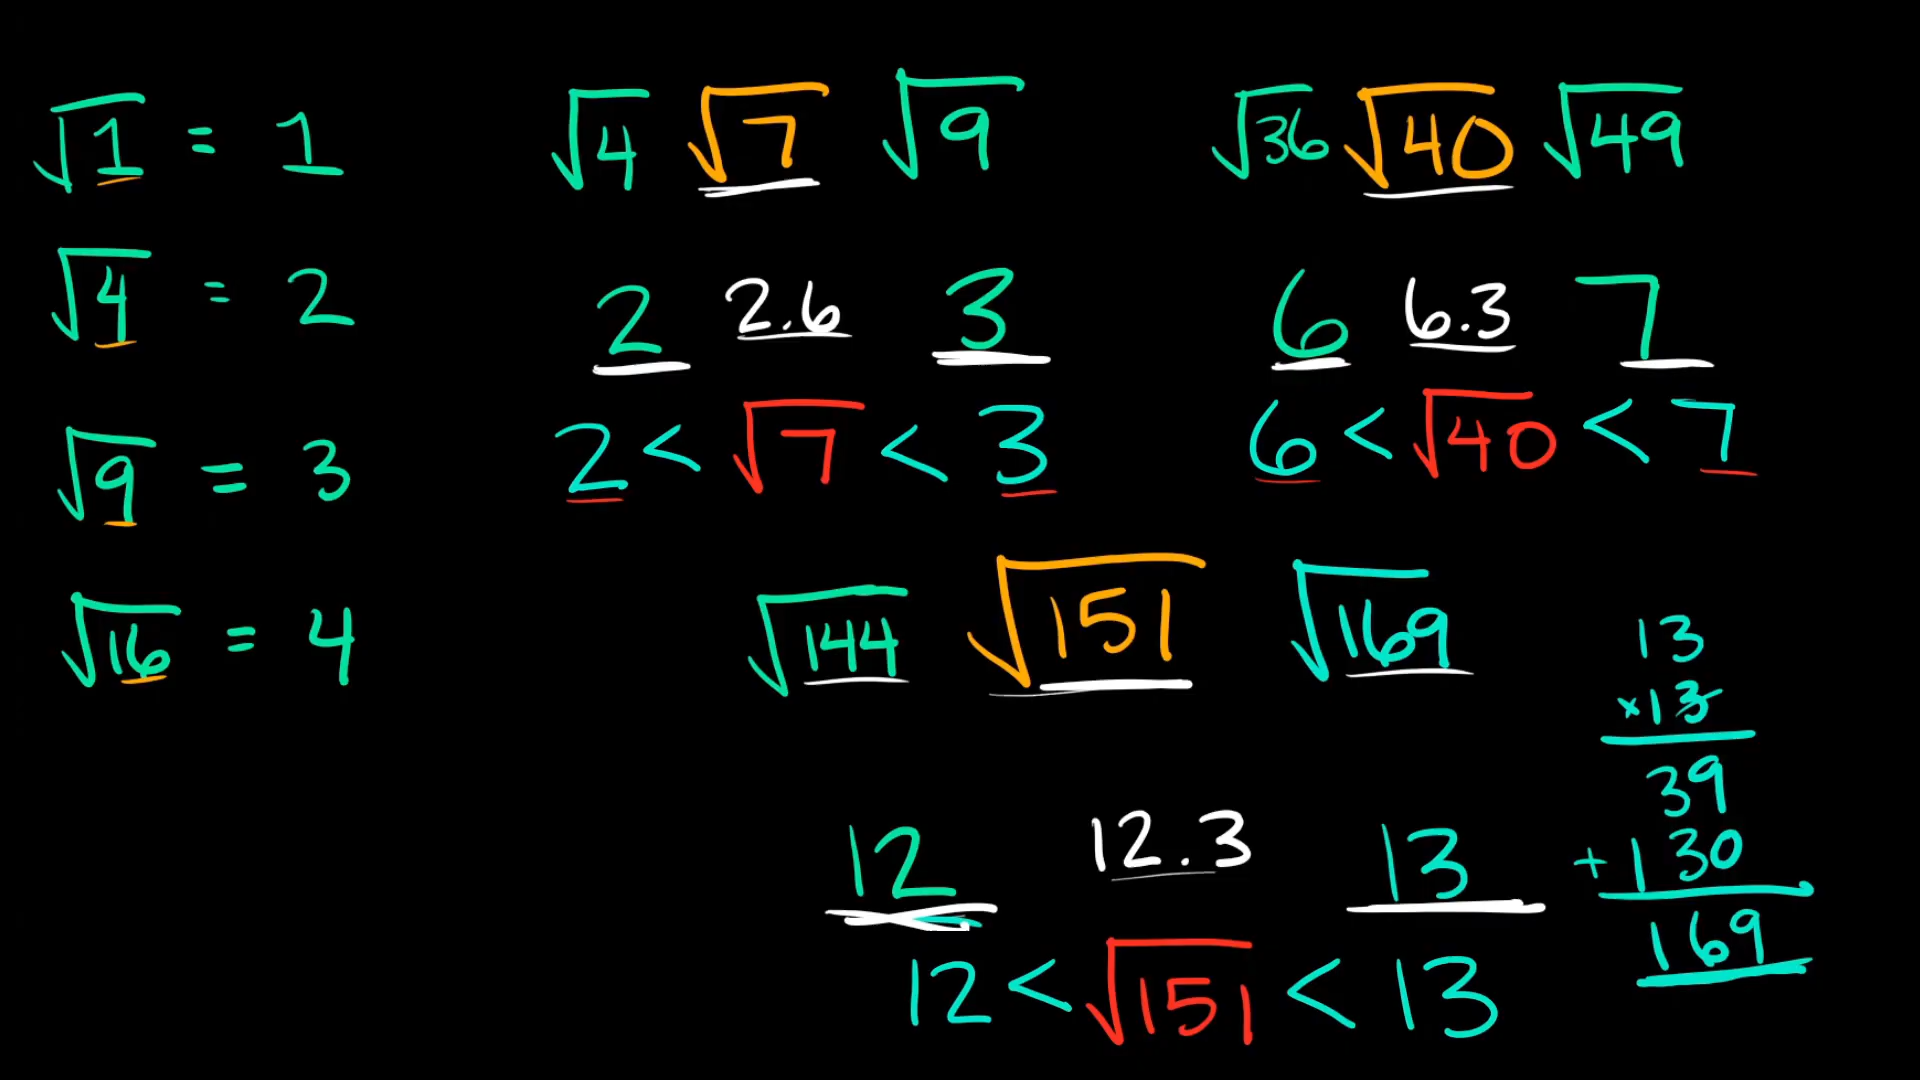 √1 = 1
√4 = 2
√9 = 3
√16 = 4
√4 √7 √9
2 2.6 3
2 < √7 < 3
√36 √40 √49
6 6.3 7
6 < √40 < 7
√144 √151 √169
12 12.3 13
12 < √151 < 13
13
×13
39
+130
169